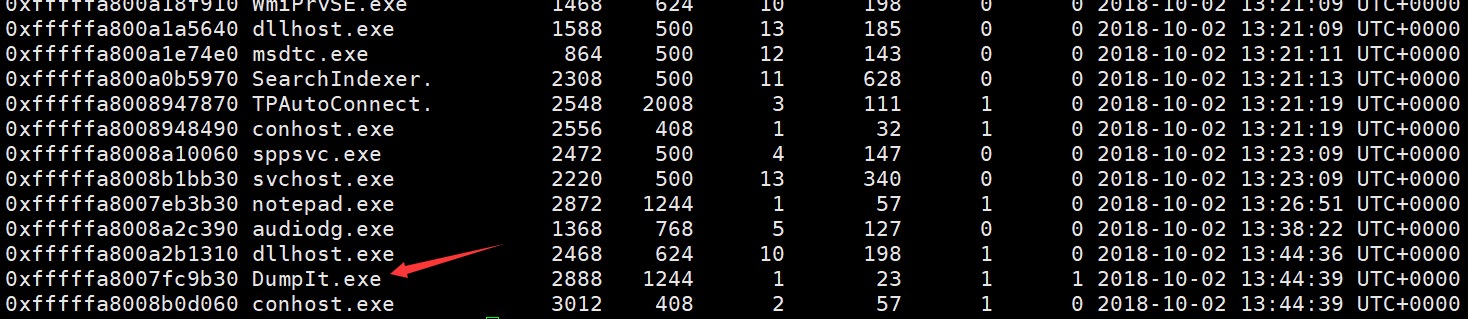 0xfffffa800a18f910 WmiPrvSE.exe 1468 624 10 198 0 0 2018-10-02 13:21:09 UTC+0000
0xfffffa800a1a5640 dllhost.exe 1588 500 13 185 0 0 2018-10-02 13:21:09 UTC+0000
0xfffffa800a1e74e0 msdtc.exe 864 500 12 143 0 0 2018-10-02 13:21:11 UTC+0000
0xfffffa800a0b5970 SearchIndexer. 2308 500 11 628 0 0 2018-10-02 13:21:13 UTC+0000
0xfffffa8008947870 TPAutoConnect. 2548 2008 3 111 1 0 2018-10-02 13:21:19 UTC+0000
0xfffffa8008948490 conhost.exe 2556 408 1 32 1 0 2018-10-02 13:21:19 UTC+0000
0xfffffa8008a10060 sppsvc.exe 2472 500 4 147 0 0 2018-10-02 13:23:09 UTC+0000
0xfffffa8008b1bb30 svchost.exe 2220 500 13 340 0 0 2018-10-02 13:23:09 UTC+0000
0xfffffa8007eb3b30 notepad.exe 2872 1244 1 57 1 0 2018-10-02 13:26:51 UTC+0000
0xfffffa8008a2c390 audiodg.exe 1368 768 5 127 0 0 2018-10-02 13:38:22 UTC+0000
0xfffffa800a2b1310 dllhost.exe 2468 624 10 198 1 0 2018-10-02 13:44:36 UTC+0000
0xfffffa8007fc9b30 DumpIt.exe 2888 1244 1 23 1 1 2018-10-02 13:44:39 UTC+0000
0xfffffa8008b0d060 conhost.exe 3012 408 2 57 1 0 2018-10-02 13:44:39 UTC+0000